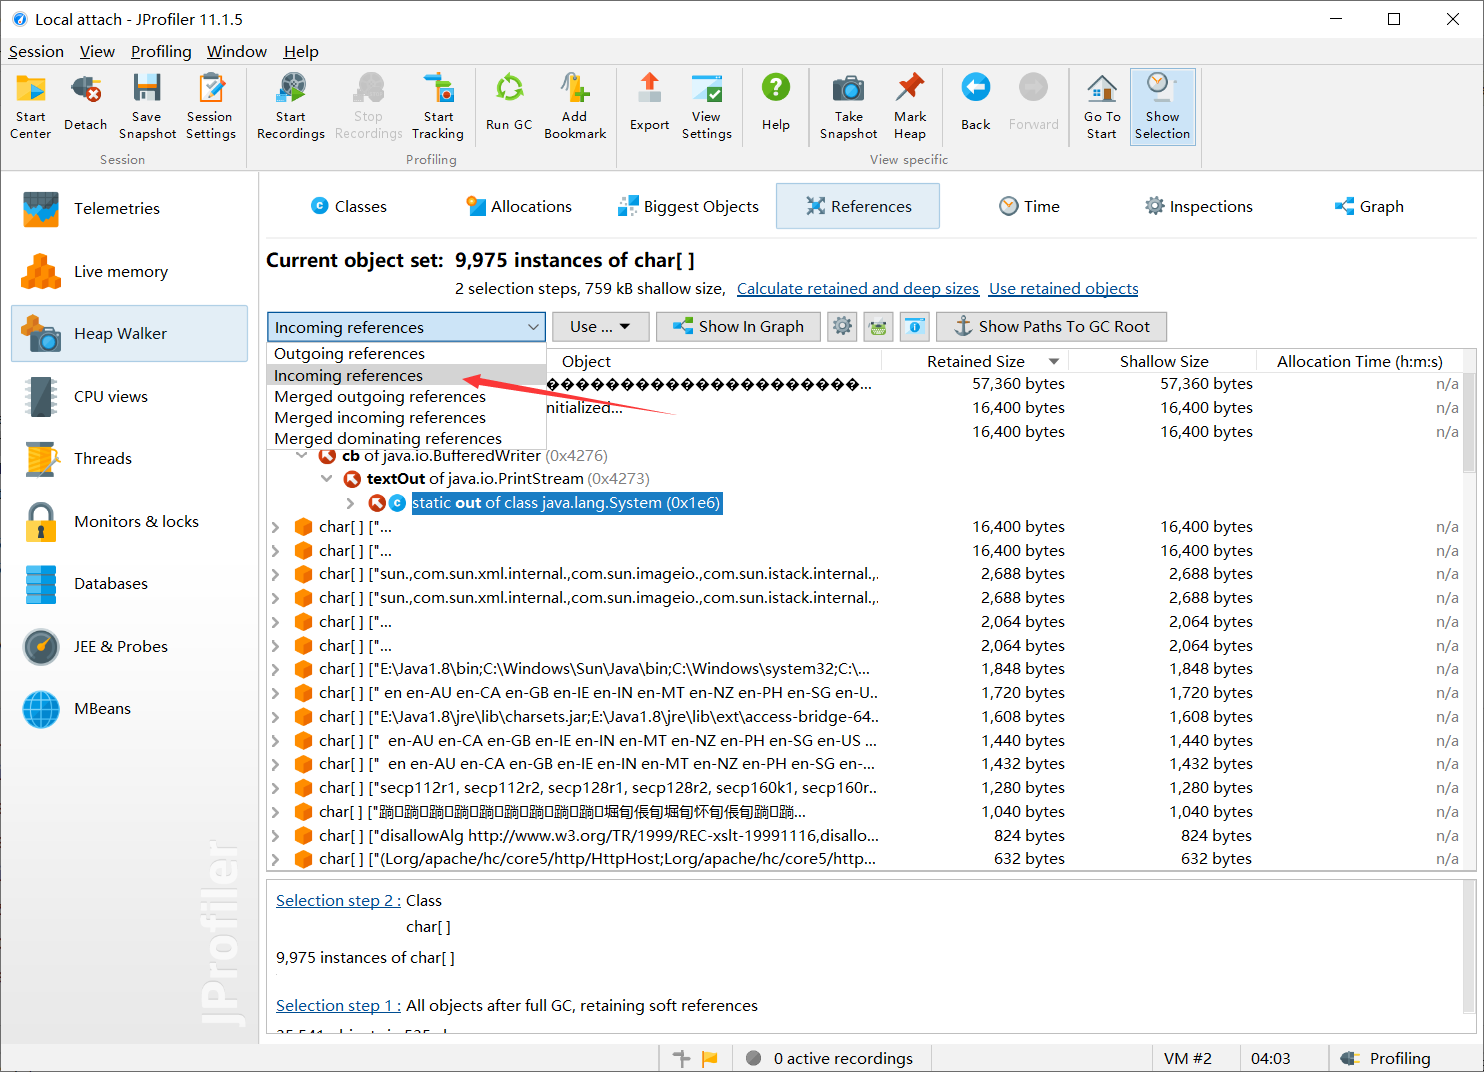 Local attach - JProfiler 11.1.5
Session View Profiling Window Help
Start Center
Detach
Save Snapshot
Session Settings
Start Recordings
Stop Recordings
Start Tracking
Run GC
Add Bookmark
Export
View Settings
Help
Take Snapshot
Mark Heap
Back
Forward
Go To Start
Show Selection
Session
Profiling
View specific
Telemetries
Live memory
Heap Walker
CPU views
Threads
Monitors & locks
Databases
JEE & Probes
MBeans
JProfiler
Classes Allocations Biggest Objects References Time Inspections Graph
Current object set: 9,975 instances of char[ ]
2 selection steps, 759 kB shallow size, Calculate retained and deep sizes Use retained objects
Incoming references Use ... Show In Graph Show Paths To GC Root
Outgoing references
Incoming references
Merged outgoing references
Merged incoming references
Merged dominating references
Object Retained Size Shallow Size Allocation Time (h:m:s)
��������������������������... 57,360 bytes 57,360 bytes n/a
nitialized... 16,400 bytes 16,400 bytes n/a
16,400 bytes 16,400 bytes n/a
cb of java.io.BufferedWriter (0x4276)
textOut of java.io.PrintStream (0x4273)
static out of class java.lang.System (0x1e6)
char[ ] ["... 16,400 bytes 16,400 bytes n/a
char[ ] ["... 16,400 bytes 16,400 bytes n/a
char[ ] ["sun.,com.sun.xml.internal.,com.sun.imageio.,com.sun.istack.internal.,. 2,688 bytes 2,688 bytes n/a
char[ ] ["sun.,com.sun.xml.internal.,com.sun.imageio.,com.sun.istack.internal.,. 2,688 bytes 2,688 bytes n/a
char[ ] ["... 2,064 bytes 2,064 bytes n/a
char[ ] ["... 2,064 bytes 2,064 bytes n/a
char[ ] ["E:\Java1.8\bin;C:\Windows\Sun\Java\bin;C:\Windows\system32;C:\... 1,848 bytes 1,848 bytes n/a
char[ ] [" en en-AU en-CA en-GB en-IE en-IN en-MT en-NZ en-PH en-SG en-U.. 1,720 bytes 1,720 bytes n/a
char[ ] ["E:\Java1.8\jre\lib\charsets.jar;E:\Java1.8\jre\lib\ext\access-bridge-64.. 1,608 bytes 1,608 bytes n/a
char[ ] ["  en-AU en-CA en-GB en-IE en-IN en-MT en-NZ en-PH en-SG en-US ... 1,440 bytes 1,440 bytes n/a
char[ ] ["  en en-AU en-CA en-GB en-IE en-IN en-MT en-NZ en-PH en-SG en-... 1,432 bytes 1,432 bytes n/a
char[ ] ["secp112r1, secp112r2, secp128r1, secp128r2, secp160k1, secp160r.. 1,280 bytes 1,280 bytes n/a
char[ ] [" 1,040 bytes 1,040 bytes n/a
char[ ] ["disallowAlg http://www.w3.org/TR/1999/REC-xslt-19991116,disallo... 824 bytes 824 bytes n/a
char[ ] ["(Lorg/apache/hc/core5/http/HttpHost;Lorg/apache/hc/core5/http... 632 bytes 632 bytes n/a
Selection step 2 : Class
char[ ]
9,975 instances of char[ ]
Selection step 1 : All objects after full GC, retaining soft references
0 active recordings VM #2 04:03 Profiling